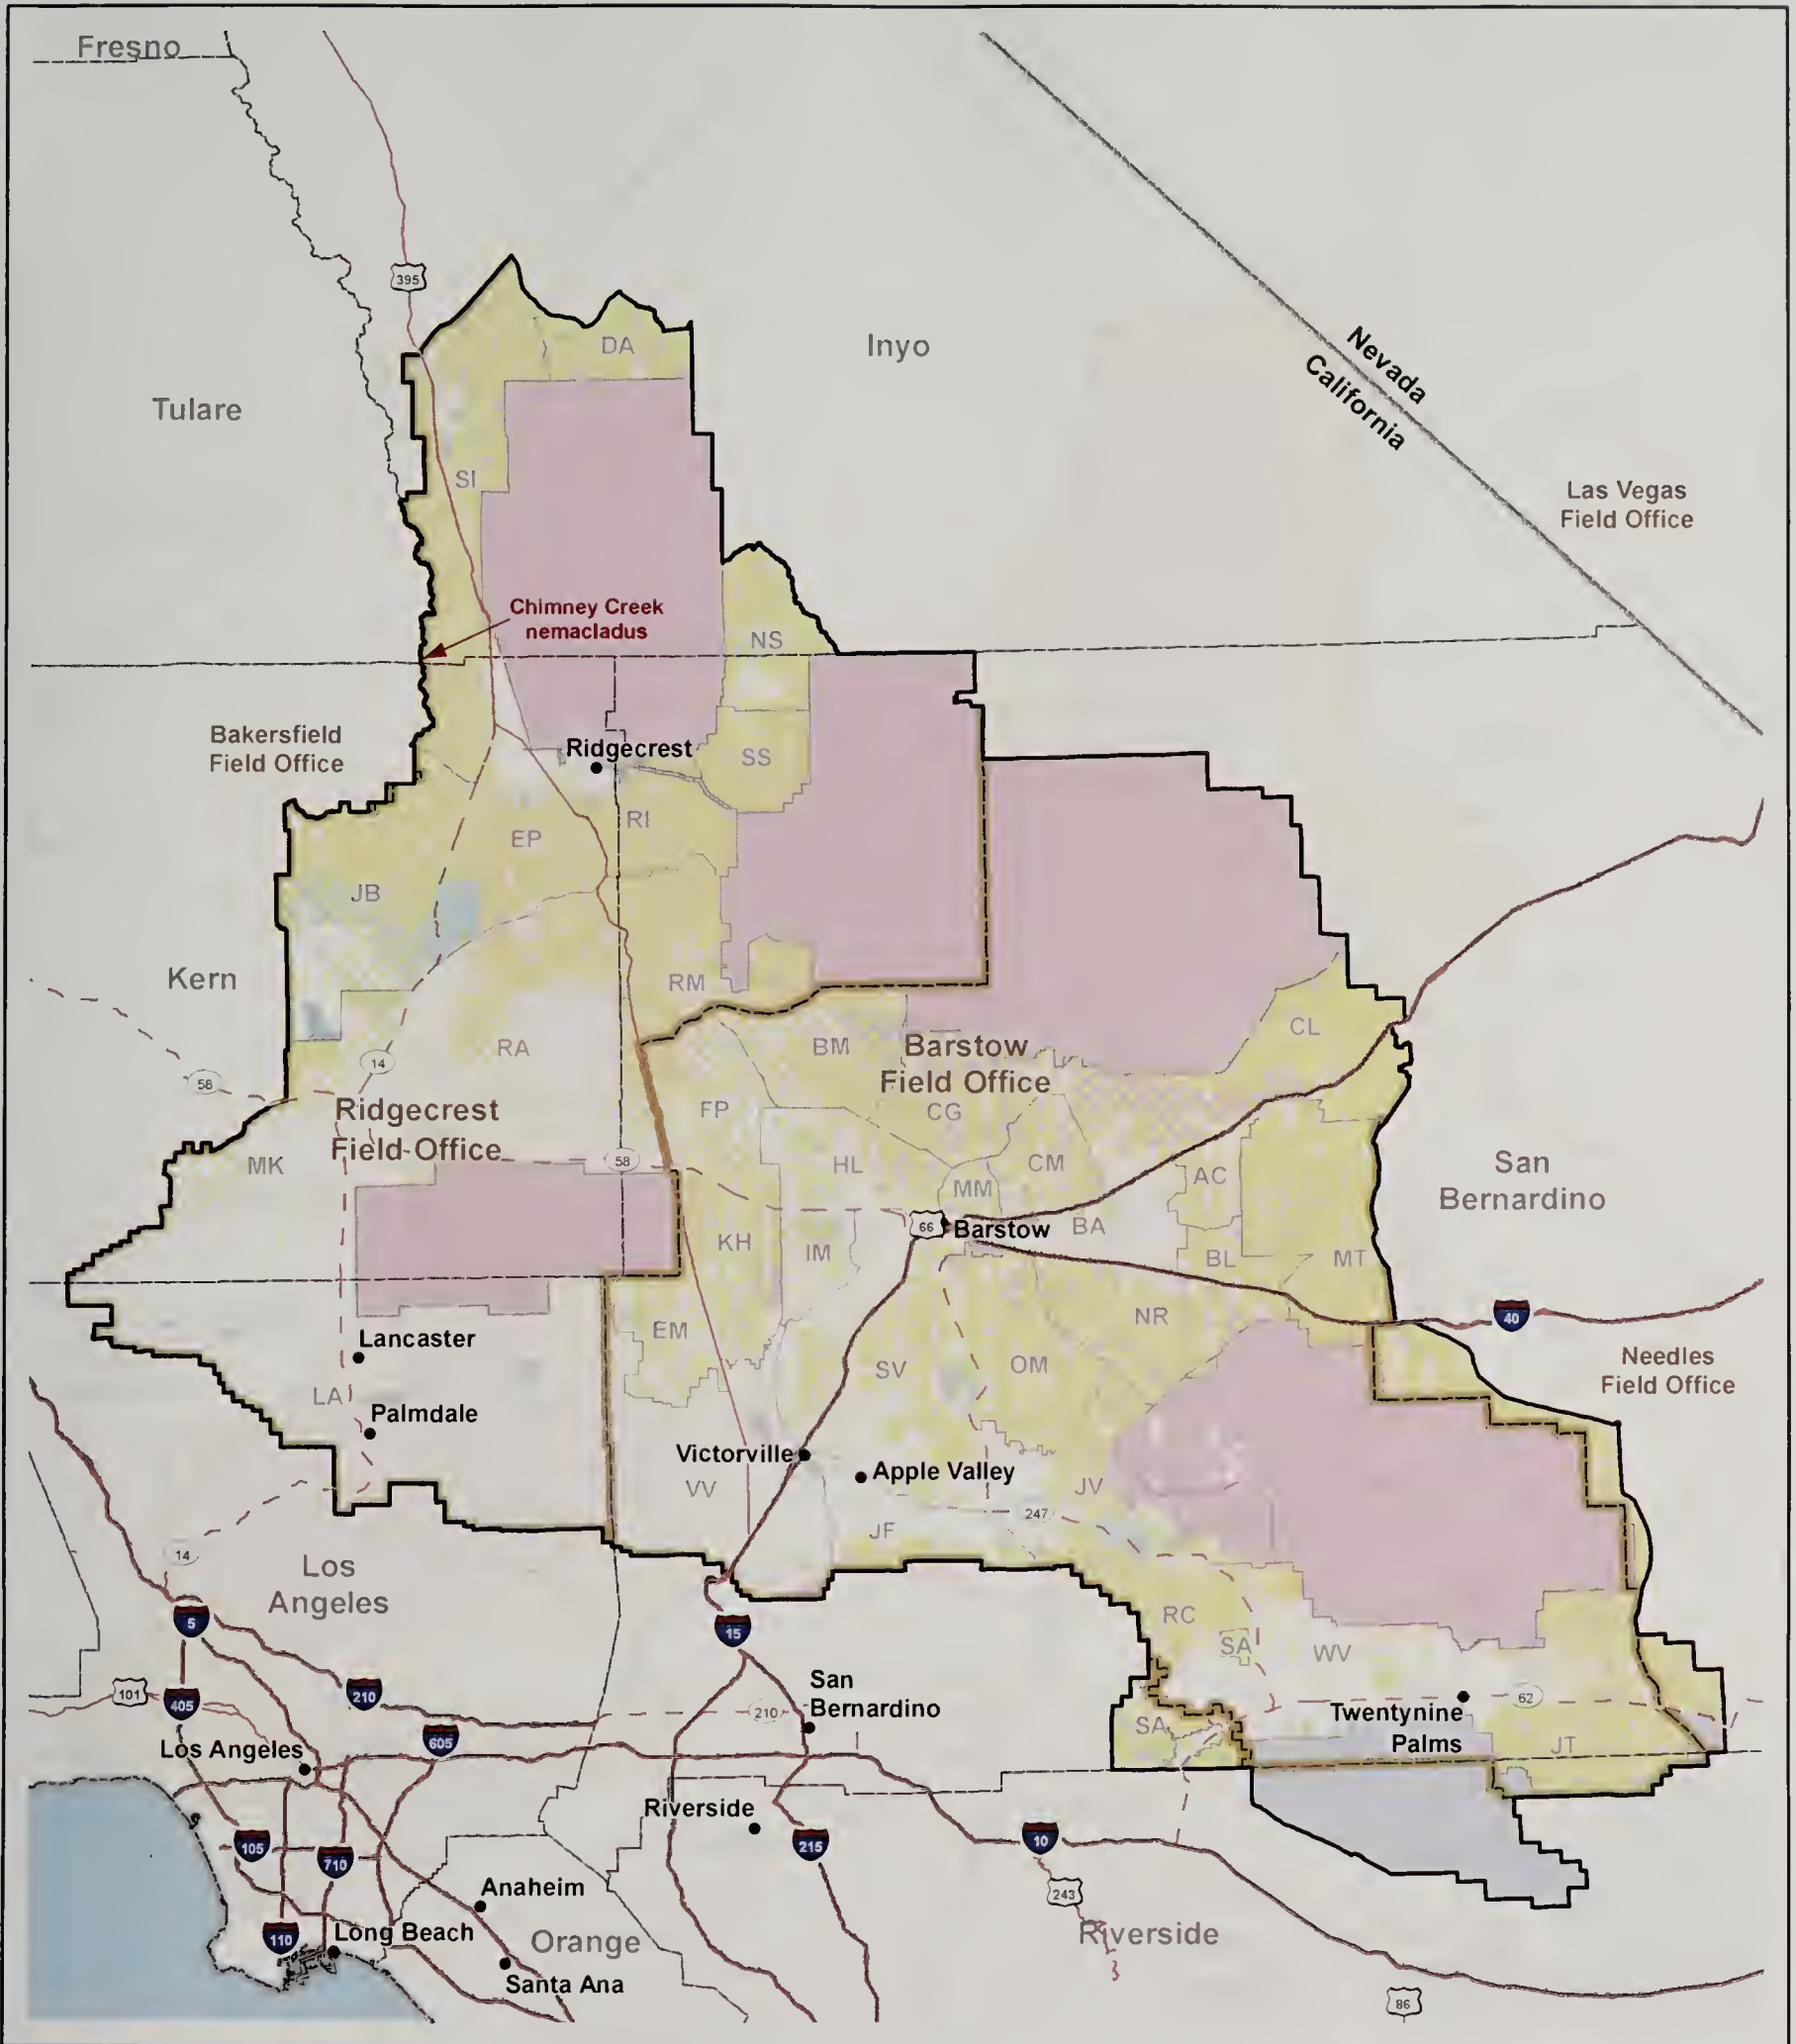 Fresno
395
DA
Inyo
Nevada
California
Tulare
SI
Las Vegas
Field Office
Chimney Creek
nemacladus
NS
Bakersfield
Field Office
Ridgecrest
SS
RI
EP
JB
Kern
RM
CL
BM
Barstow
Field Office
RA
14
58
FP
CG
Ridgecrest
Field Office
58
MK
HL
CM
AC
San
Bernardino
MM
66
Barstow
BA
KH
IM
BL
MT
40
NR
EM
Lancaster
SV
OM
Needles
Field Office
LA
Palmdale
Victorville
Apple Valley
VV
JV
247
JF
14
Los
Angeles
5
15
RC
SA
WV
101
405
210
San
Bernardino
210
62
Twentynine
Palms
SA
JT
605
Los Angeles
Riverside
105
710
215
10
243
Anaheim
110
Long Beach
Orange
Riverside
Santa Ana
86